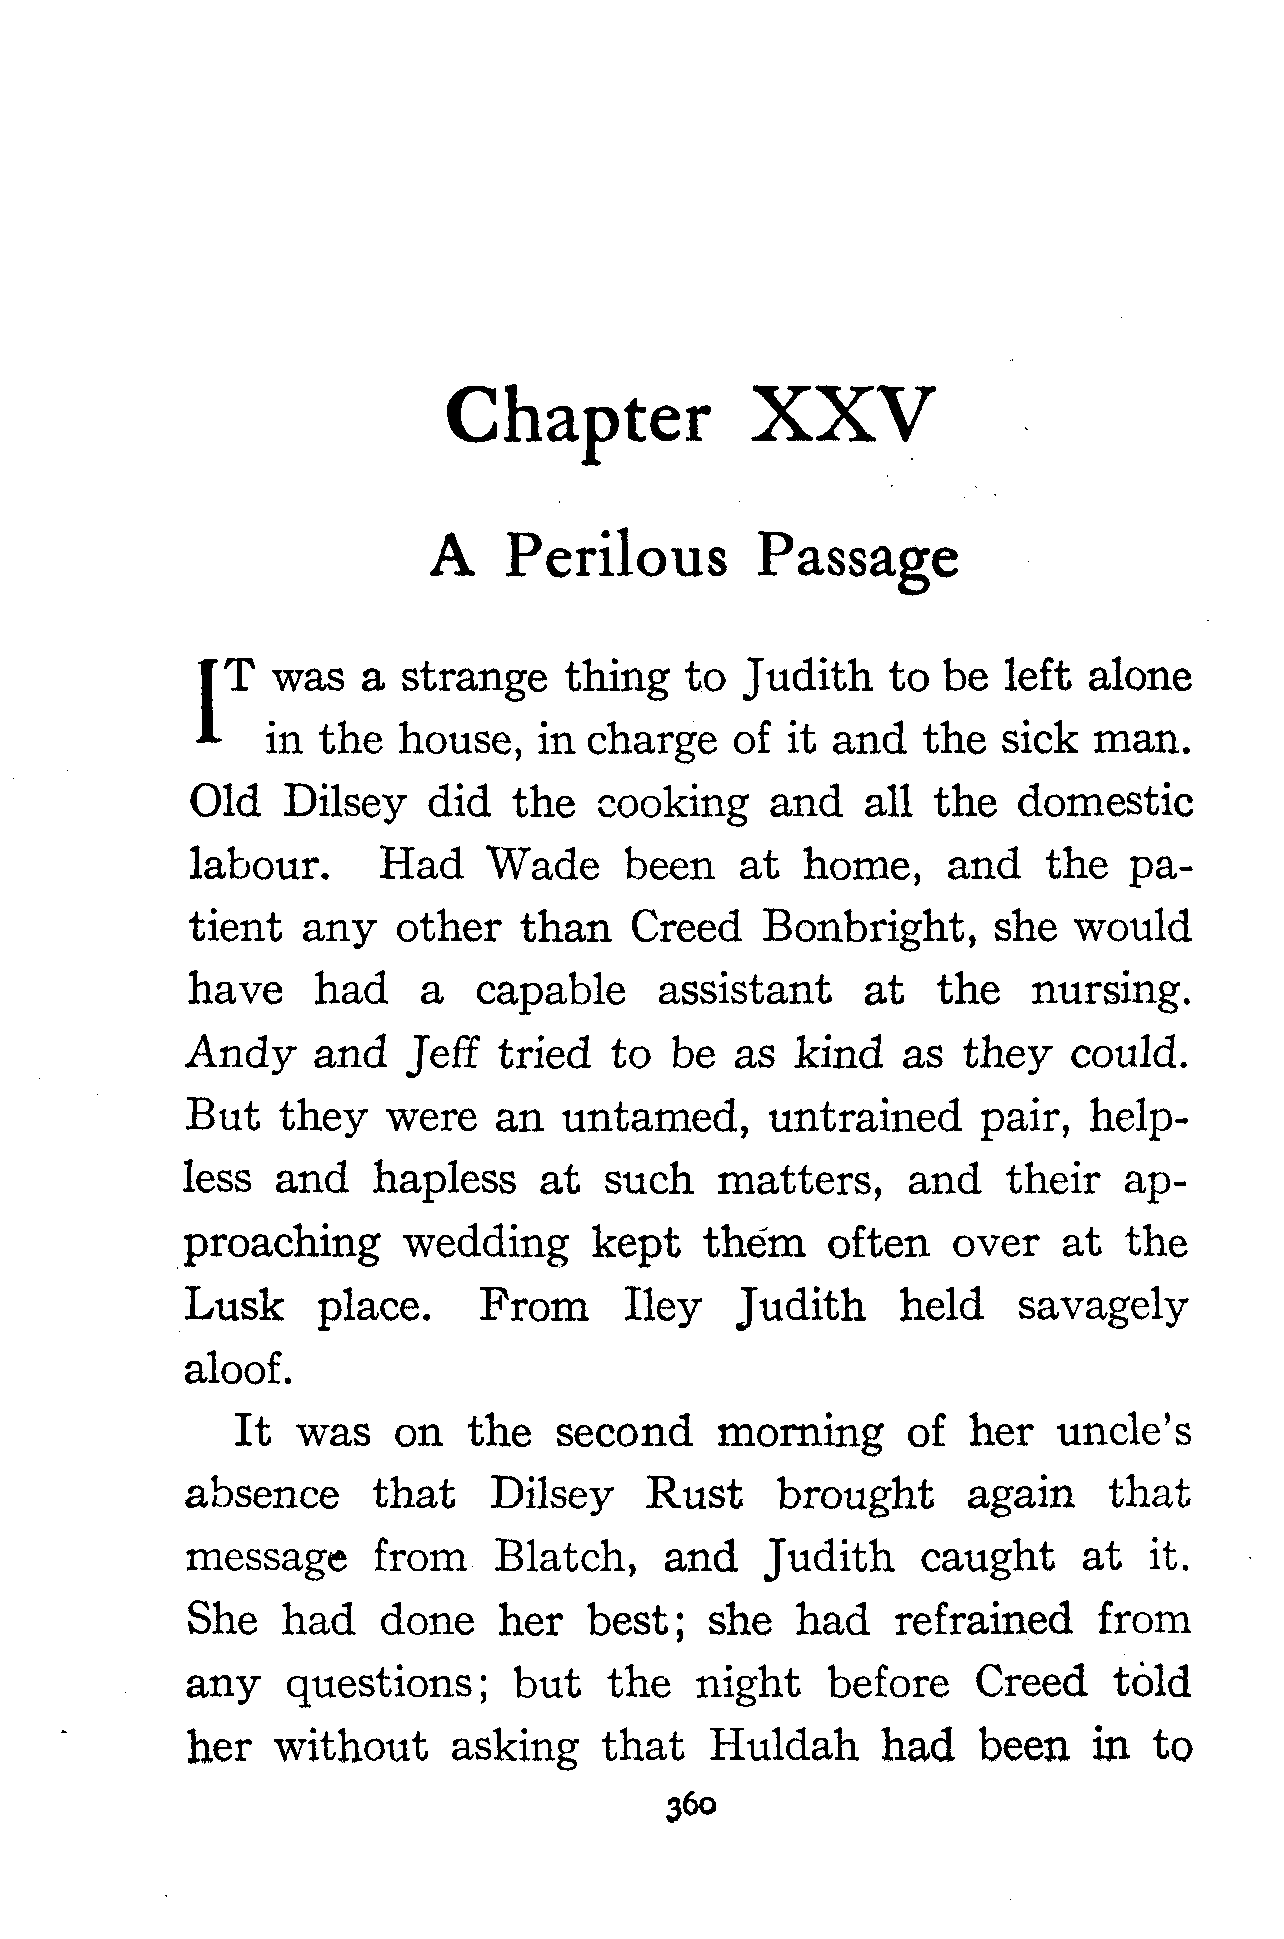 Chapter XXV
A Perilous Passage
IT was a strange thing to Judith to be left alone
in the house, in charge of it and the sick man.
Old Dilsey did the cooking and all the domestic
labour. Had Wade been at home, and the pa-
tient any other than Creed Bonbright, she would
have had a capable assistant at the nursing.
Andy and Jeff tried to be as kind as they could.
But they were an untamed, untrained pair, help-
less and hapless at such matters, and their ap-
proaching wedding kept them often over at the
Lusk place. From Iley Judith held savagely
aloof.
It was on the second morning of her uncle's
absence that Dilsey Rust brought again that
message from Blatch, and Judith caught at it.
She had done her best; she had refrained from
any questions; but the night before Creed told
her without asking that Huldah had been in to
360